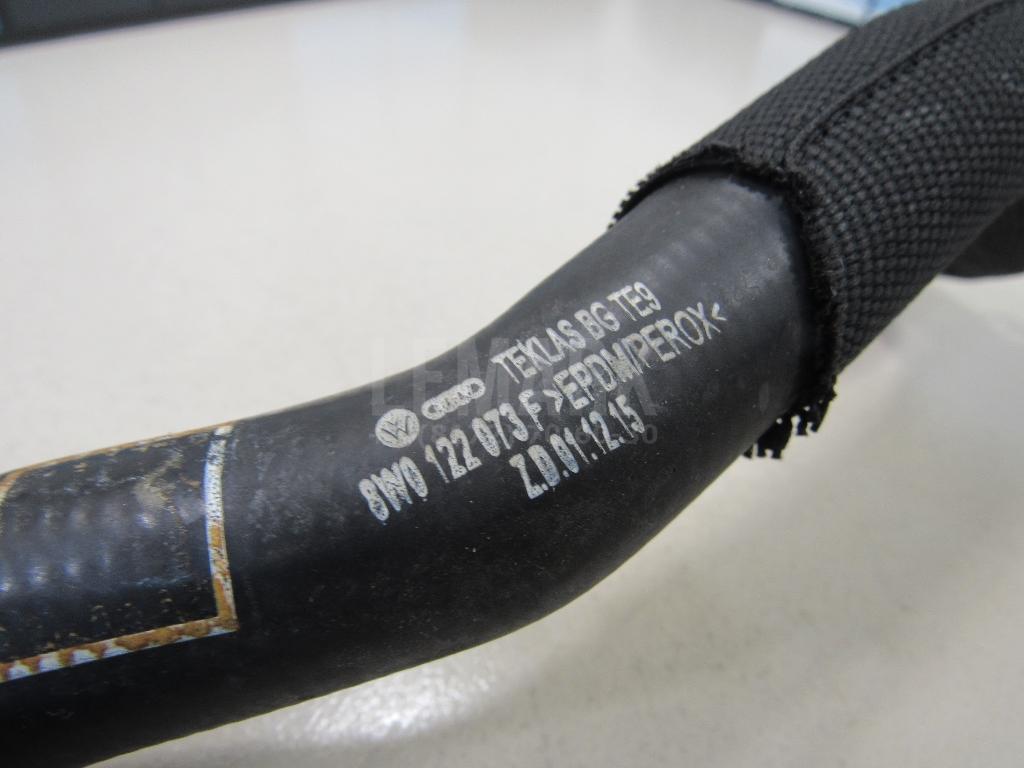 TEKLAS BG TE9
8W0 122 073 F >EPDM/PEROX<
Z.D.01.12.15